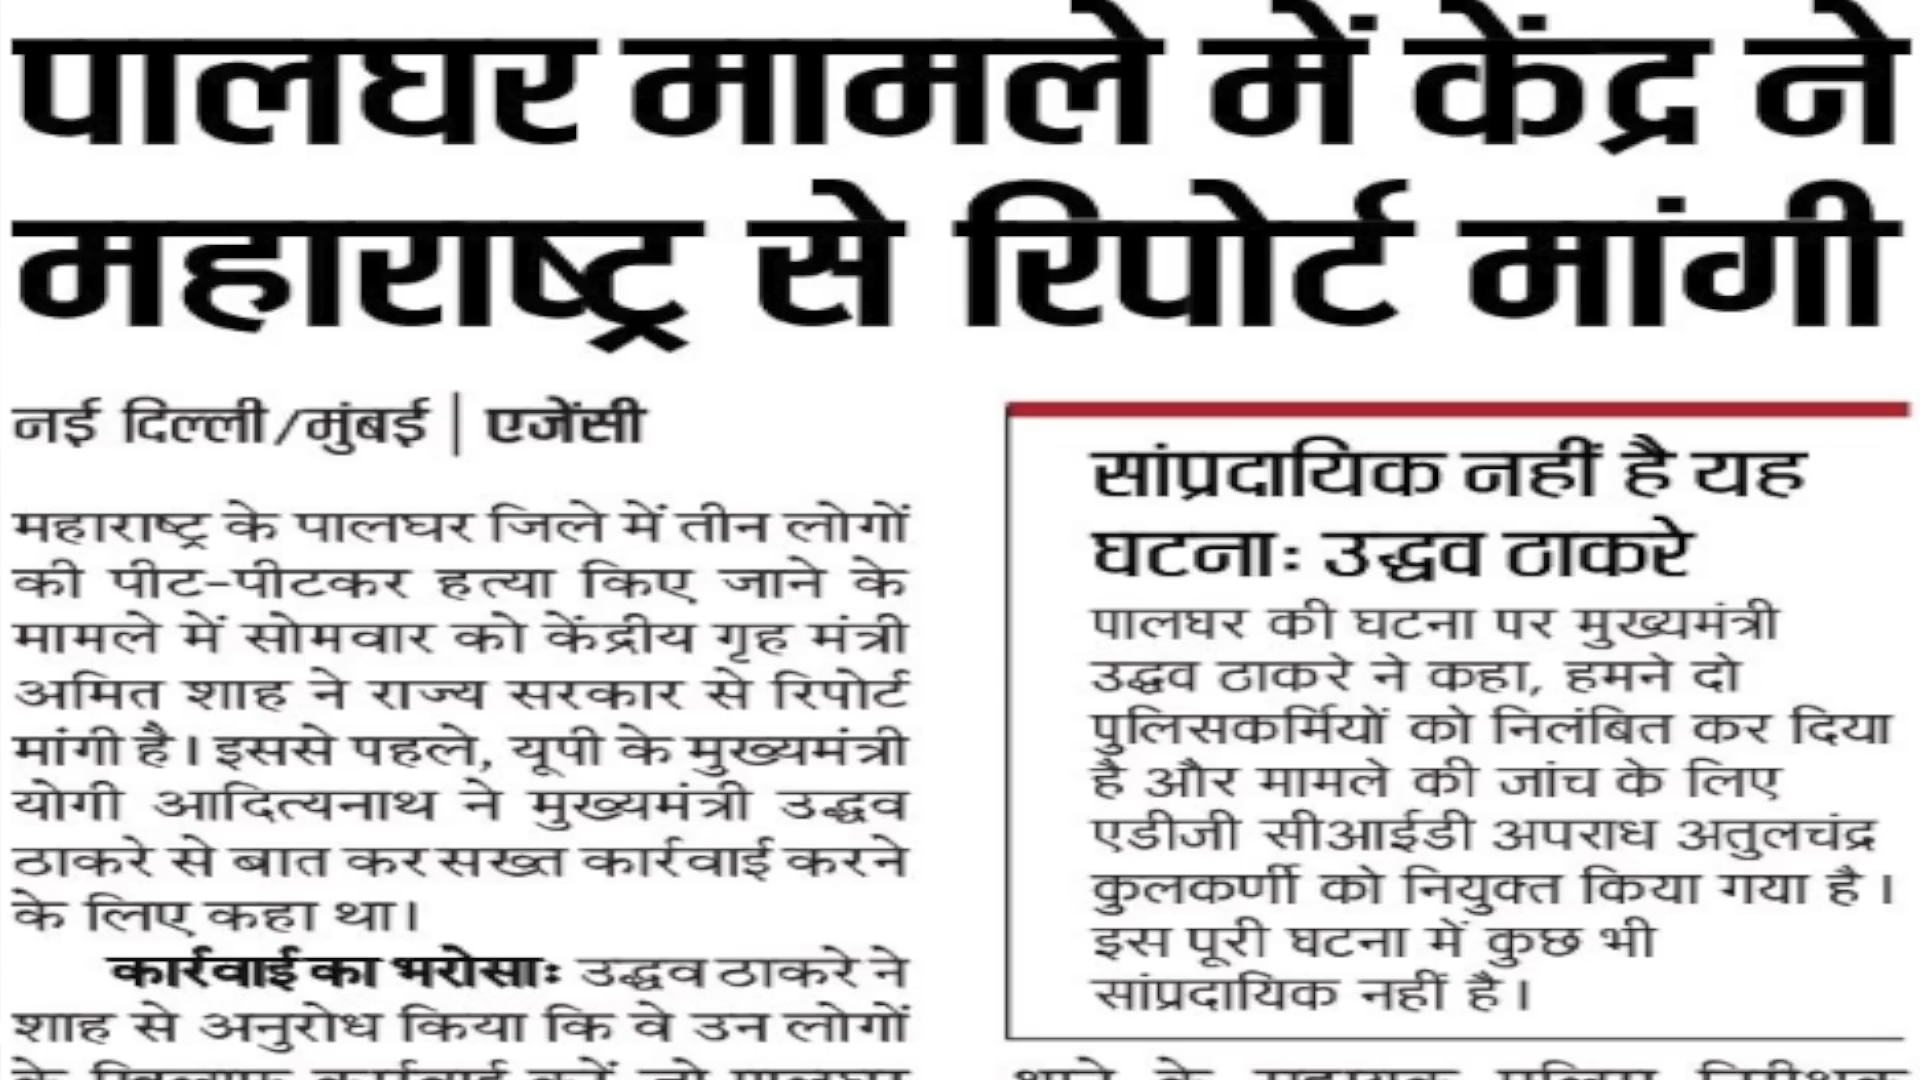 पालघर मामले में केंद्र ने
महाराष्ट्र से रिपोर्ट मांगी
नई दिल्ली/मुंबई | एजेंसी
महाराष्ट्र के पालघर जिले में तीन लोगों
की पीट-पीटकर हत्या किए जाने के
मामले में सोमवार को केंद्रीय गृह मंत्री
अमित शाह ने राज्य सरकार से रिपोर्ट
मांगी है। इससे पहले, यूपी के मुख्यमंत्री
योगी आदित्यनाथ ने मुख्यमंत्री उद्धव
ठाकरे से बात कर सख्त कार्रवाई करने
के लिए कहा था।
कार्रवाई का भरोसाः उद्धव ठाकरे ने
शाह से अनुरोध किया कि वे उन लोगों
सांप्रदायिक नहीं है यह
घटनाः उद्धव ठाकरे
पालघर की घटना पर मुख्यमंत्री
उद्धव ठाकरे ने कहा, हमने दो
पुलिसकर्मियों को निलंबित कर दिया
है और मामले की जांच के लिए
एडीजी सीआईडी अपराध अतुलचंद्र
कुलकर्णी को नियुक्त किया गया है।
इस पूरी घटना में कुछ भी
सांप्रदायिक नहीं है।